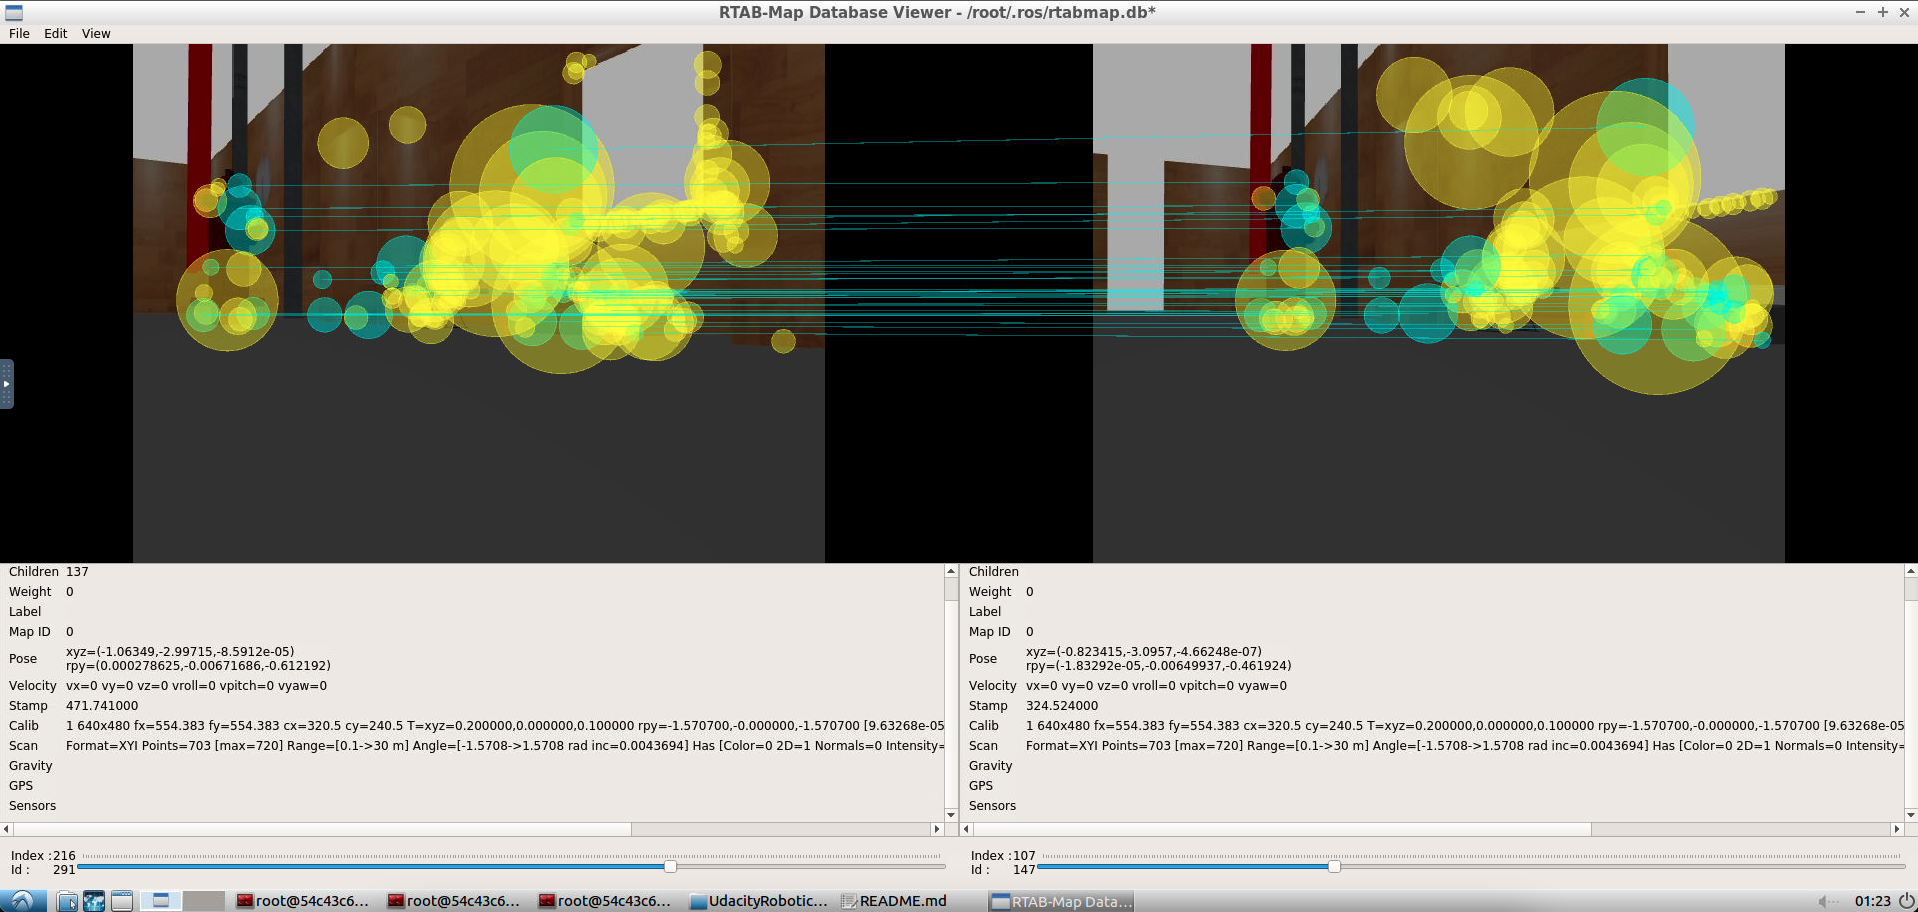 RTAB-Map Database Viewer - /root/.ros/rtabmap.db*
File Edit View
Children 137
Weight 0
Label
Map ID 0
Pose xyz=(-1.06349,-2.99715,-8.5912e-05)
rpy=(0.000278625,-0.00671686,-0.612192)
Velocity vx=0 vy=0 vz=0 vroll=0 vpitch=0 vyaw=0
Stamp 471.741000
Calib 1 640x480 fx=554.383 fy=554.383 cx=320.5 cy=240.5 T=xyz=0.200000,0.000000,0.100000 rpy=-1.570700,-0.000000,-1.570700 [9.63268e-05
Scan Format=XYI Points=703 [max=720] Range=[0.1->30 m] Angle=[-1.5708->1.5708 rad inc=0.0043694] Has [Color=0 2D=1 Normals=0 Intensity=
Gravity
GPS
Sensors
Index : 216
Id : 291
Children
Weight 0
Label
Map ID 0
Pose xyz=(-0.823415,-3.0957,-4.66248e-07)
rpy=(-1.83292e-05,-0.00649937,-0.461924)
Velocity vx=0 vy=0 vz=0 vroll=0 vpitch=0 vyaw=0
Stamp 324.524000
Calib 1 640x480 fx=554.383 fy=554.383 cx=320.5 cy=240.5 T=xyz=0.200000,0.000000,0.100000 rpy=-1.570700,-0.000000,-1.570700 [9.63268e-05
Scan Format=XYI Points=703 [max=720] Range=[0.1->30 m] Angle=[-1.5708->1.5708 rad inc=0.0043694] Has [Color=0 2D=1 Normals=0 Intensity=
Gravity
GPS
Sensors
Index : 107
Id : 147
root@54c43c6... root@54c43c6... root@54c43c6... UdacityRobotic... README.md RTAB-Map Data... 01:23